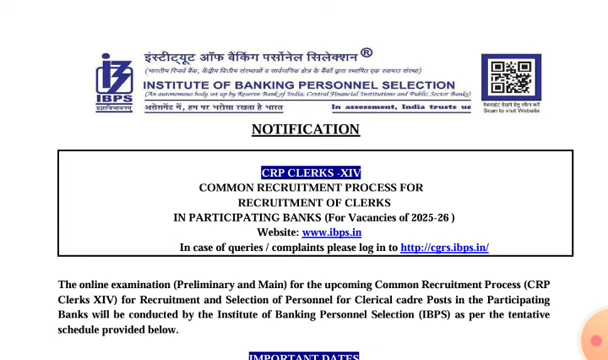 इंस्टीट्यूट ऑफ बैंकिंग पर्सोनेल सिलेक्शन®
(भारतीय रिजर्व बैंक, केंद्रीय वित्तीय संस्थाओं व सार्वजनिक क्षेत्र के बैंकों द्वारा स्थापित एक स्वायत्त संस्था)
INSTITUTE OF BANKING PERSONNEL SELECTION
(An autonomous body set up by Reserve Bank of India, Central Financial Institutions and Public Sector Banks)
IBPS
असेसमेंट में, हम पर भरोसा रखता है भारत In assessment, India trusts us
वेबसाईट देखने हेतु स्कैन करें
Scan to visit Website
NOTIFICATION
CRP CLERKS -XIV
COMMON RECRUITMENT PROCESS FOR
RECRUITMENT OF CLERKS
IN PARTICIPATING BANKS (For Vacancies of 2025-26 )
Website: www.ibps.in
In case of queries / complaints please log in to http://cgrs.ibps.in/
The online examination (Preliminary and Main) for the upcoming Common Recruitment Process (CRP
Clerks XIV) for Recruitment and Selection of Personnel for Clerical cadre Posts in the Participating
Banks will be conducted by the Institute of Banking Personnel Selection (IBPS) as per the tentative
schedule provided below.
IMPORTANT DATES